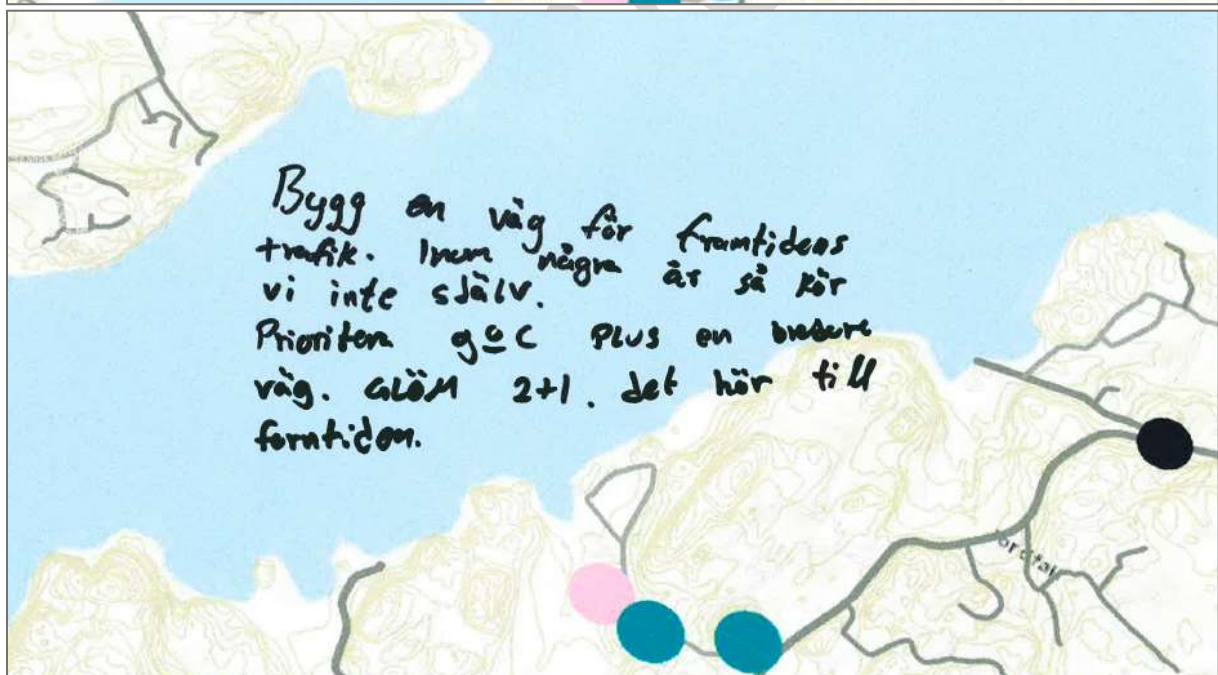 Bygg en väg för framtidens
trafik. Inom några år så kör
vi inte själv.
Prioritera g o C PLUS en bredare
väg. GLÖM 2+1. det hör till
forntiden.